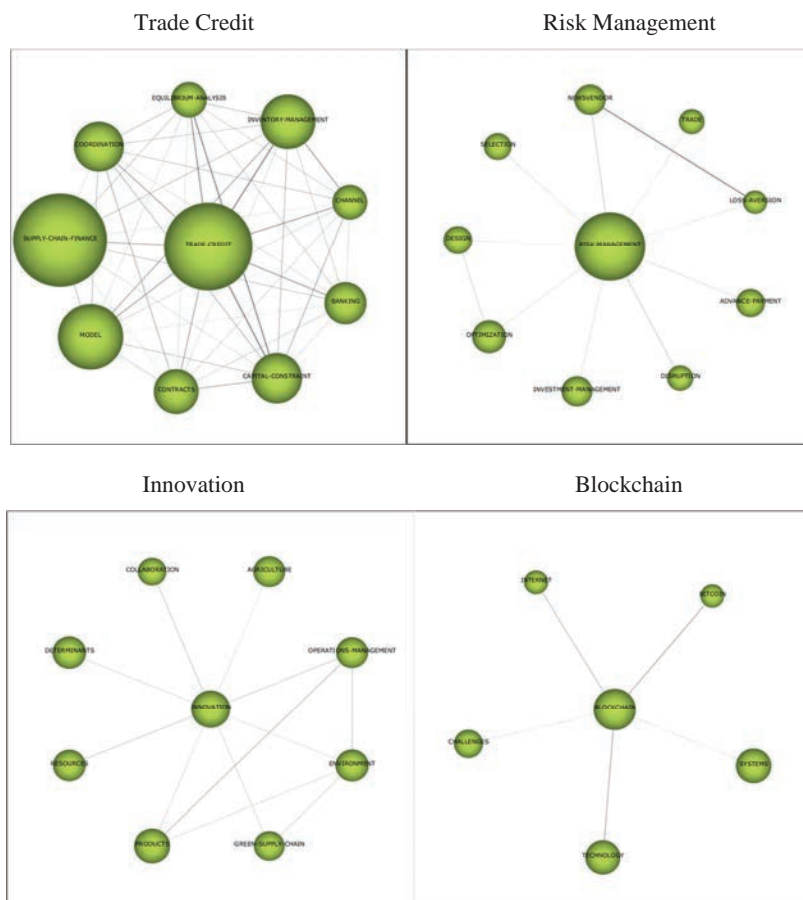 Trade Credit
Risk Management
EQUILIBRIUM-ANALYSIS
INVENTORY-MANAGEMENT
COORDINATION
CHANNEL
SUPPLY-CHAIN-FINANCE
TRADE-CREDIT
BANKING
MODEL
CAPITAL-CONSTRAINT
CONTRACTS
NEWSVENDOR
TRADE
SELECTION
LOSS-AVERSION
DESIGN
RISK-MANAGEMENT
ADVANCE-PAYMENT
OPTIMIZATION
DISRUPTION
INVESTMENT-MANAGEMENT
Innovation
Blockchain
COLLABORATION
AGRICULTURE
DETERMINANTS
OPERATIONS-MANAGEMENT
INNOVATION
RESOURCES
ENVIRONMENT
PRODUCTS
GREEN-SUPPLY-CHAIN
INTERNET
BITCOIN
BLOCKCHAIN
CHALLENGES
SYSTEMS
TECHNOLOGY